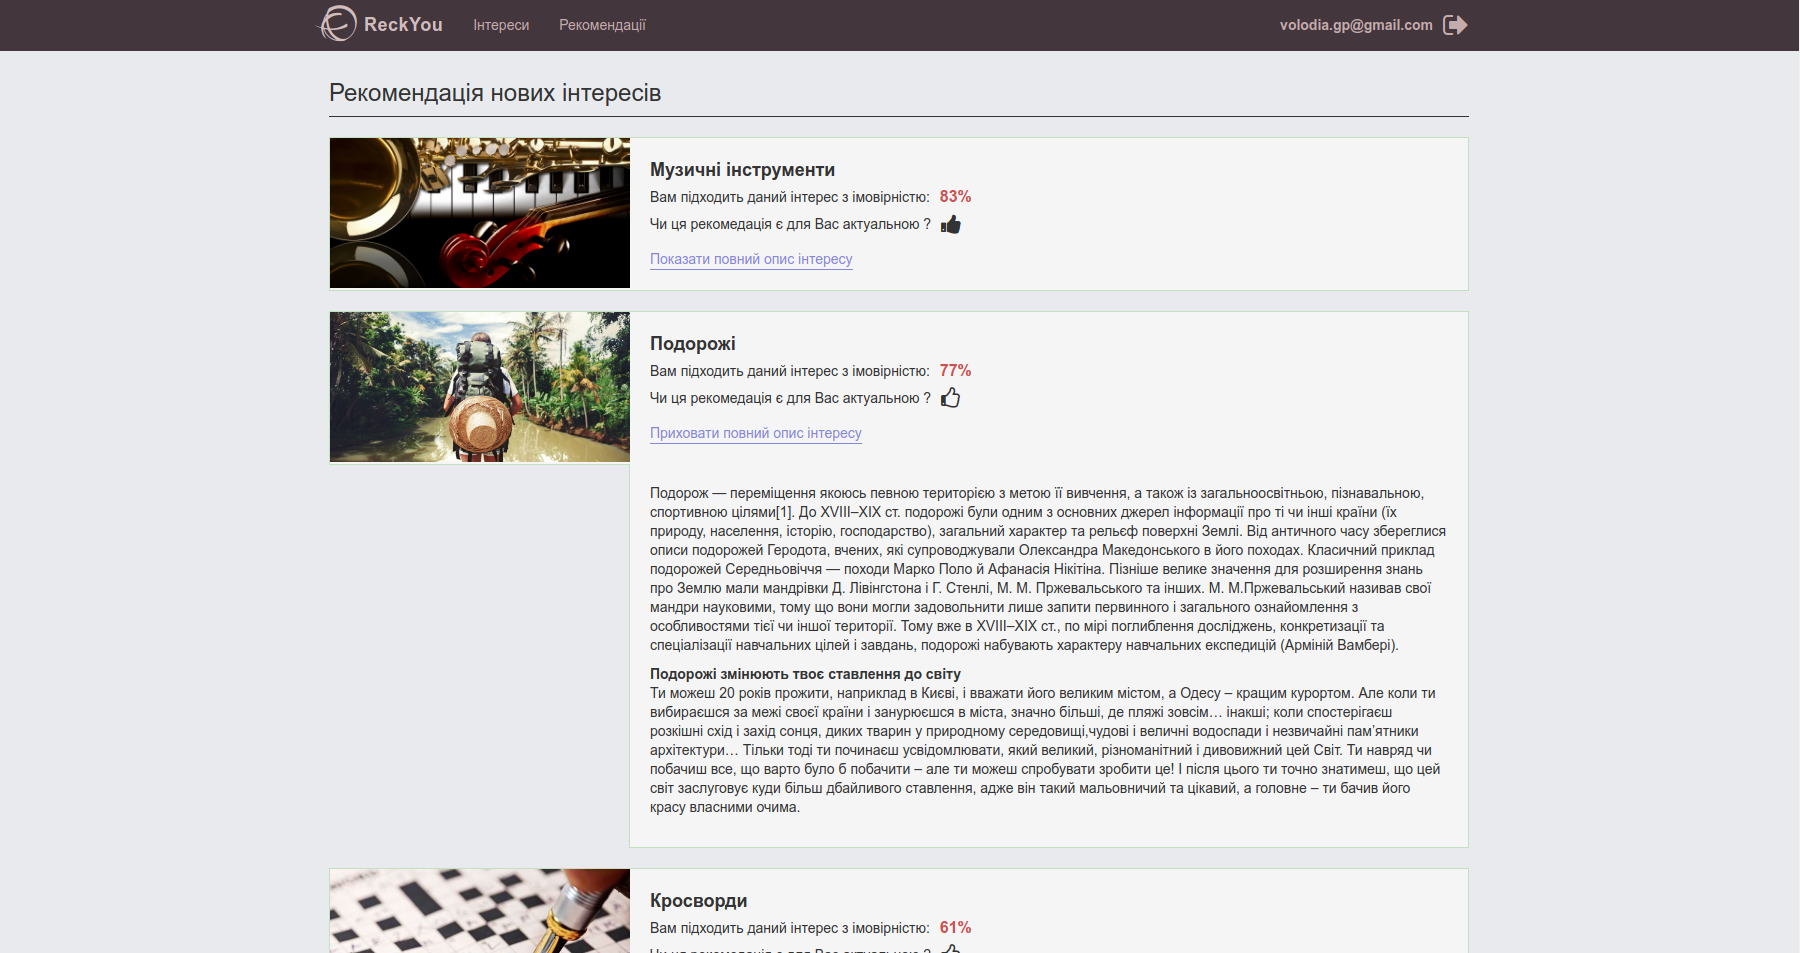 ReckYou Інтереси Рекомендації volodia.gp@gmail.com
Рекомендація нових інтересів
Музичні інструменти
Вам підходить даний інтерес з імовірністю: 83%
Чи ця рекомедація є для Вас актуальною ?
Показати повний опис інтересу
Подорожі
Вам підходить даний інтерес з імовірністю: 77%
Чи ця рекомедація є для Вас актуальною ?
Приховати повний опис інтересу
Подорож — переміщення якоюсь певною територією з метою її вивчення, а також із загальноосвітньою, пізнавальною,
спортивною цілями[1]. До XVIII–XIX ст. подорожі були одним з основних джерел інформації про ті чи інші країни (їх
природу, населення, історію, господарство), загальний характер та рельєф поверхні Землі. Від античного часу збереглися
описи подорожей Геродота, вчених, які супроводжували Олександра Македонського в його походах. Класичний приклад
подорожей Середньовіччя — походи Марко Поло й Афанасія Нікітіна. Пізніше велике значення для розширення знань
про Землю мали мандрівки Д. Лівінгстона і Г. Стенлі, М. М. Пржевальського та інших. М. М.Пржевальський називав свої
мандри науковими, тому що вони могли задовольнити лише запити первинного і загального ознайомлення з
особливостями тієї чи іншої території. Тому вже в XVIII–XIX ст., по мірі поглиблення досліджень, конкретизації та
спеціалізації навчальних цілей і завдань, подорожі набувають характеру навчальних експедицій (Арміній Вамбері).
Подорожі змінюють твоє ставлення до світу
Ти можеш 20 років прожити, наприклад в Києві, і вважати його великим містом, а Одесу – кращим курортом. Але коли ти
вибираєшся за межі своєї країни і занурюєшся в міста, значно більші, де пляжі зовсім… інакші; коли спостерігаєш
розкішні схід і захід сонця, диких тварин у природному середовищі,чудові і величні водоспади і незвичайні пам’ятники
архітектури… Тільки тоді ти починаєш усвідомлювати, який великий, різноманітний і дивовижний цей Світ. Ти навряд чи
побачиш все, що варто було б побачити – але ти можеш спробувати зробити це! І після цього ти точно знатимеш, що цей
світ заслуговує куди більш дбайливого ставлення, адже він такий мальовничий та цікавий, а головне – ти бачив його
красу власними очима.
Кросворди
Вам підходить даний інтерес з імовірністю: 61%
Чи ця рекомедація є для Вас актуальною ?